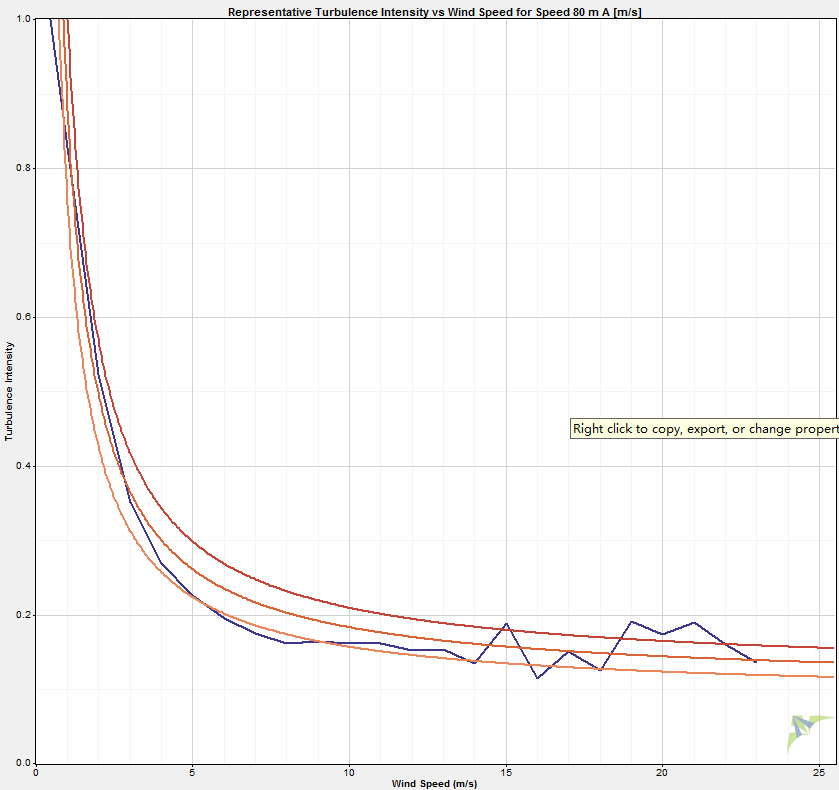 Representative Turbulence Intensity vs Wind Speed for Speed 80 m A [m/s]
1.0
0.8
0.6
Turbulence Intensity
Right click to copy, export, or change propert
0.4
0.2
0.0
0 5 10 15 20 25
Wind Speed (m/s)